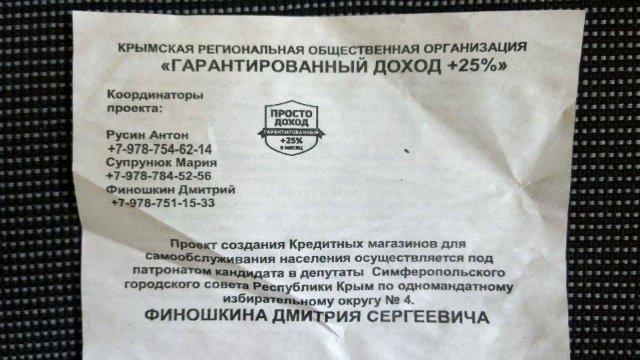 КРЫМСКАЯ РЕГИОНАЛЬНАЯ ОБЩЕСТВЕННАЯ ОРГАНИЗАЦИЯ
«ГАРАНТИРОВАННЫЙ ДОХОД +25%»
Координаторы
проекта:
ПРОСТО
ДОХОД
ГАРАНТИРОВАННЫЙ
+25%
В МЕСЯЦ
Русин Антон
+7-978-754-62-14
Супрунюк Мария
+7-978-784-52-56
Финошкин Дмитрий
+7-978-751-15-33
Проект создания Кредитных магазинов для
самообслуживания населения осуществляется под
патронатом кандидата в депутаты Симферопольского
городского совета Республики Крым по одномандатному
избирательному округу № 4.
ФИНОШКИНА ДМИТРИЯ СЕРГЕЕВИЧА